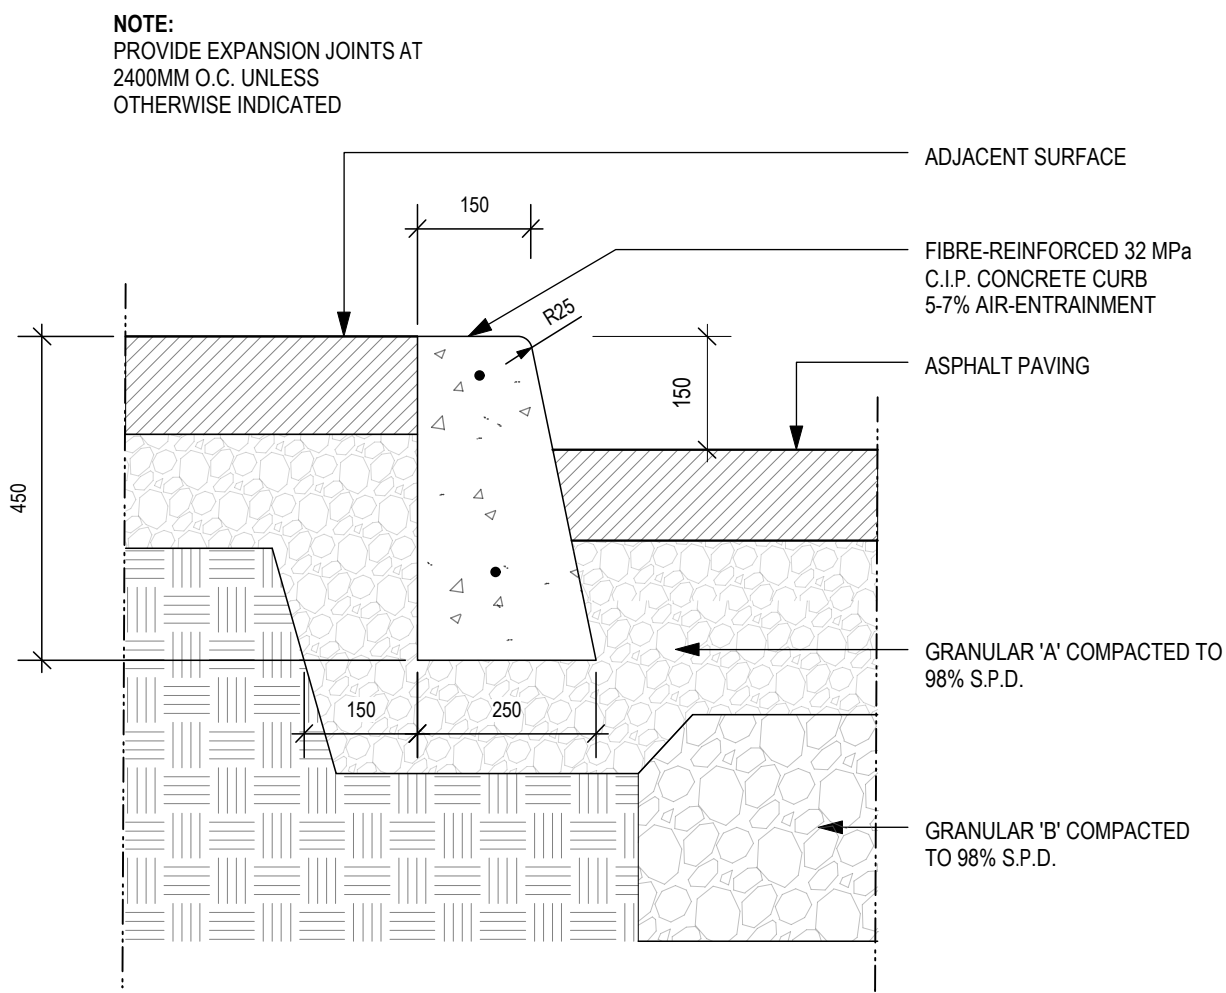 NOTE:
PROVIDE EXPANSION JOINTS AT
2400MM O.C. UNLESS
OTHERWISE INDICATED
ADJACENT SURFACE
150
FIBRE-REINFORCED 32 MPa
C.I.P. CONCRETE CURB
5-7% AIR-ENTRAINMENT
R25
ASPHALT PAVING
150
450
GRANULAR 'A' COMPACTED TO
98% S.P.D.
150
250
GRANULAR 'B' COMPACTED
TO 98% S.P.D.